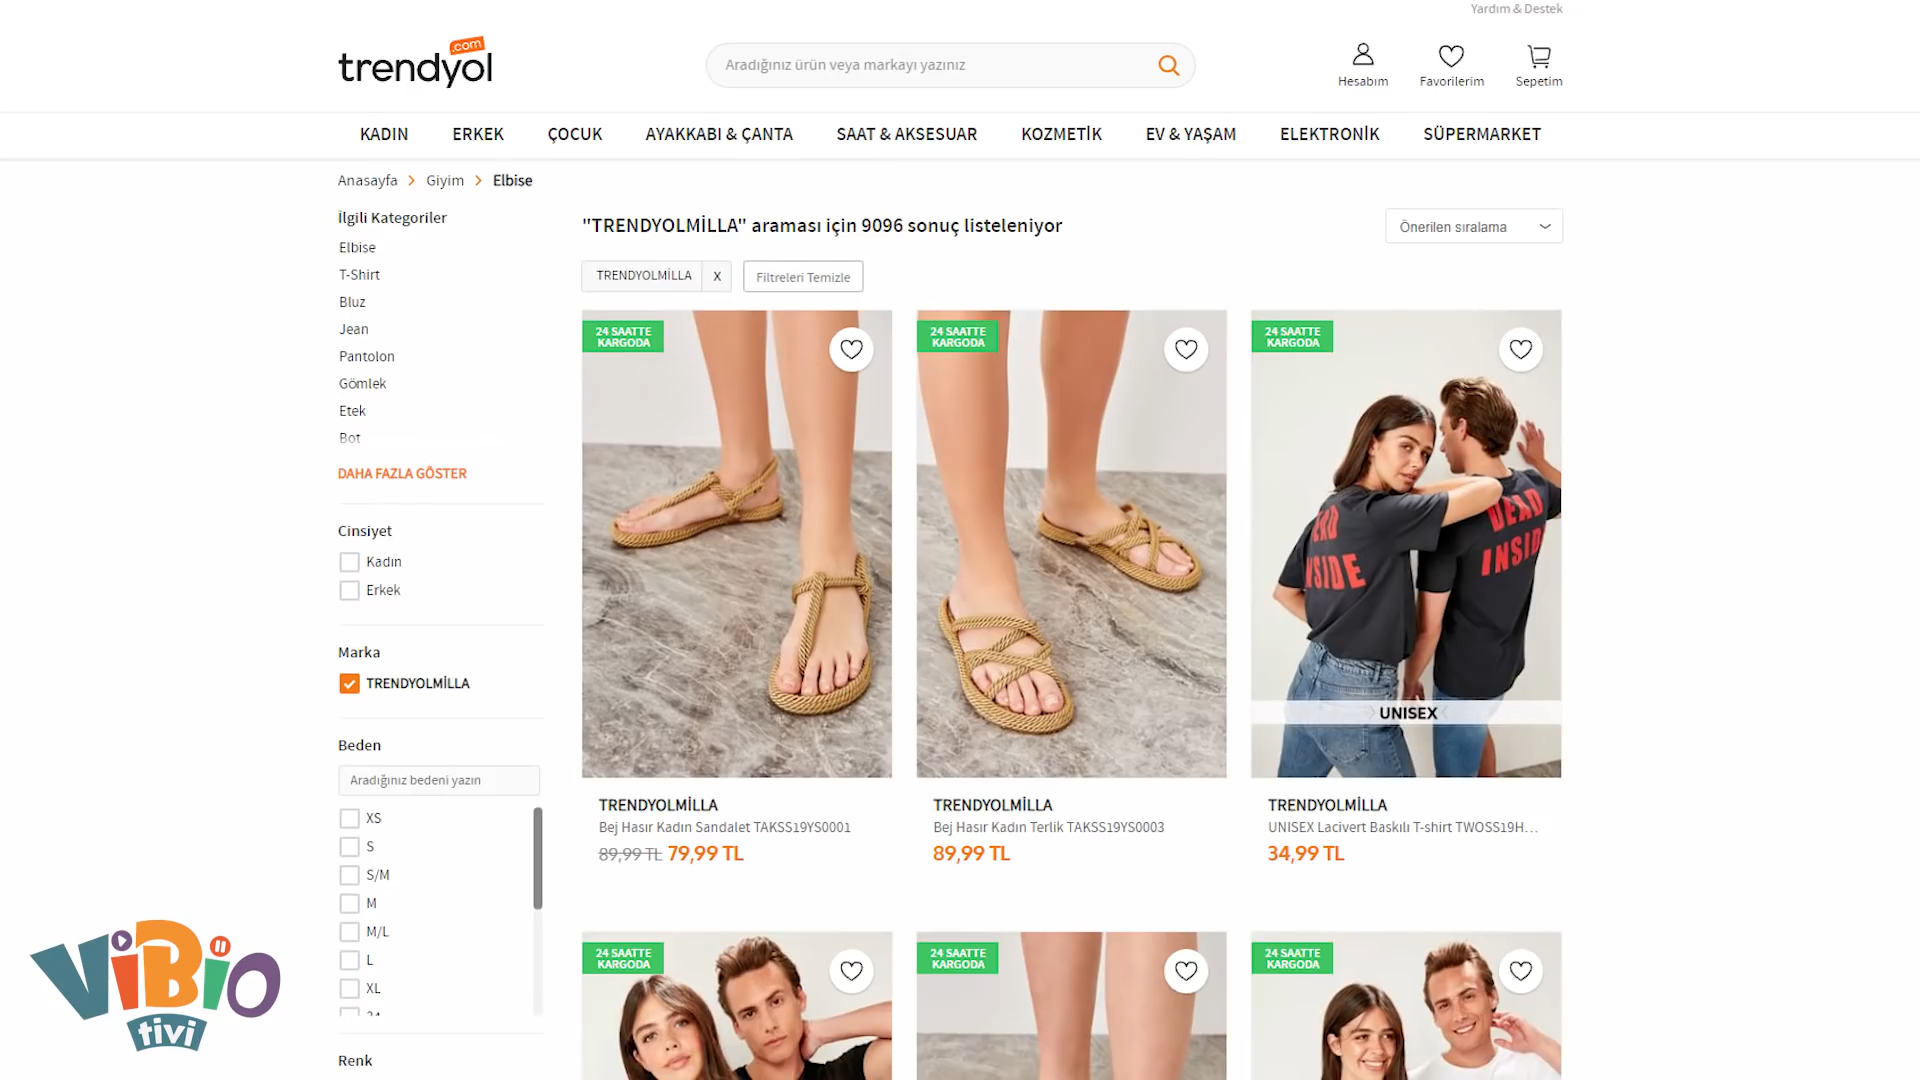 Yardım & Destek
trendyol
.com
Aradığınız ürün veya markayı yazınız
Hesabım
Favorilerim
Sepetim
KADIN
ERKEK
ÇOCUK
AYAKKABI & ÇANTA
SAAT & AKSESUAR
KOZMETİK
EV & YAŞAM
ELEKTRONİK
SÜPERMARKET
Anasayfa > Giyim > Elbise
İlgili Kategoriler
Elbise
T-Shirt
Bluz
Jean
Pantolon
Gömlek
Etek
Bot
DAHA FAZLA GÖSTER
Cinsiyet
Kadın
Erkek
Marka
TRENDYOLMİLLA
Beden
Aradığınız bedeni yazın
XS
S
S/M
M
M/L
L
XL
Renk
"TRENDYOLMİLLA" araması için 9096 sonuç listeleniyor
Önerilen sıralama
TRENDYOLMİLLA X
Filtreleri Temizle
24 SAATTE
KARGODA
TRENDYOLMİLLA
Bej Hasır Kadın Sandalet TAKSS19YS0001
89,99 TL 79,99 TL
24 SAATTE
KARGODA
TRENDYOLMİLLA
Bej Hasır Kadın Terlik TAKSS19YS0003
89,99 TL
24 SAATTE
KARGODA
DEAD
INSIDE
UNISEX
TRENDYOLMİLLA
UNISEX Lacivert Baskılı T-shirt TWOSS19H...
34,99 TL
24 SAATTE
KARGODA
24 SAATTE
KARGODA
24 SAATTE
KARGODA
ViBiO
tivi